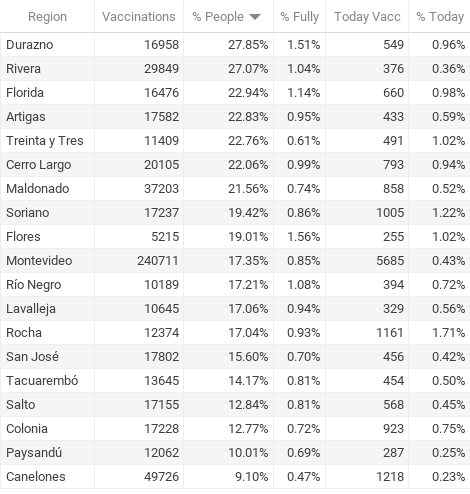 Region Vaccinations % People % Fully Today Vacc % Today
Durazno 16958 27.85% 1.51% 549 0.96%
Rivera 29849 27.07% 1.04% 376 0.36%
Florida 16476 22.94% 1.14% 660 0.98%
Artigas 17582 22.83% 0.95% 433 0.59%
Treinta y Tres 11409 22.76% 0.61% 491 1.02%
Cerro Largo 20105 22.06% 0.99% 793 0.94%
Maldonado 37203 21.56% 0.74% 858 0.52%
Soriano 17237 19.42% 0.86% 1005 1.22%
Flores 5215 19.01% 1.56% 255 1.02%
Montevideo 240711 17.35% 0.85% 5685 0.43%
Río Negro 10189 17.21% 1.08% 394 0.72%
Lavalleja 10645 17.06% 0.94% 329 0.56%
Rocha 12374 17.04% 0.93% 1161 1.71%
San José 17802 15.60% 0.70% 456 0.42%
Tacuarembó 13645 14.17% 0.81% 454 0.50%
Salto 17155 12.84% 0.81% 568 0.45%
Colonia 17228 12.77% 0.72% 923 0.75%
Paysandú 12062 10.01% 0.69% 287 0.25%
Canelones 49726 9.10% 0.47% 1218 0.23%